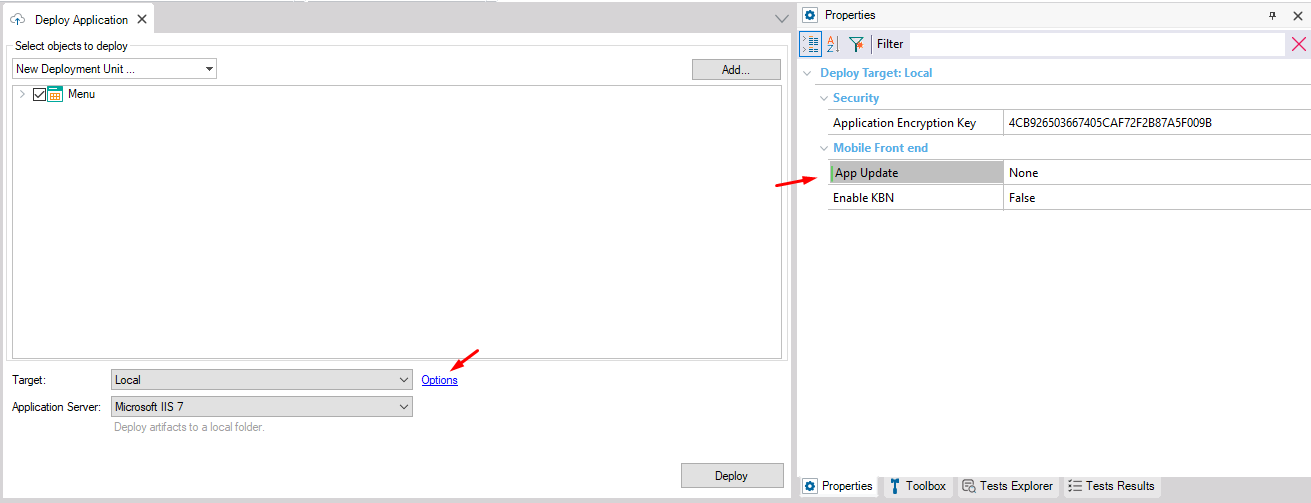 Deploy Application
Select objects to deploy
New Deployment Unit ...
Add...
Menu
Target:
Local
Options
Application Server:
Microsoft IIS 7
Deploy artifacts to a local folder.
Deploy
Properties
Filter
Deploy Target: Local
Security
Application Encryption Key
4CB926503667405CAF72F2B87A5F009B
Mobile Front end
App Update
None
Enable KBN
False
Properties
Toolbox
Tests Explorer
Tests Results